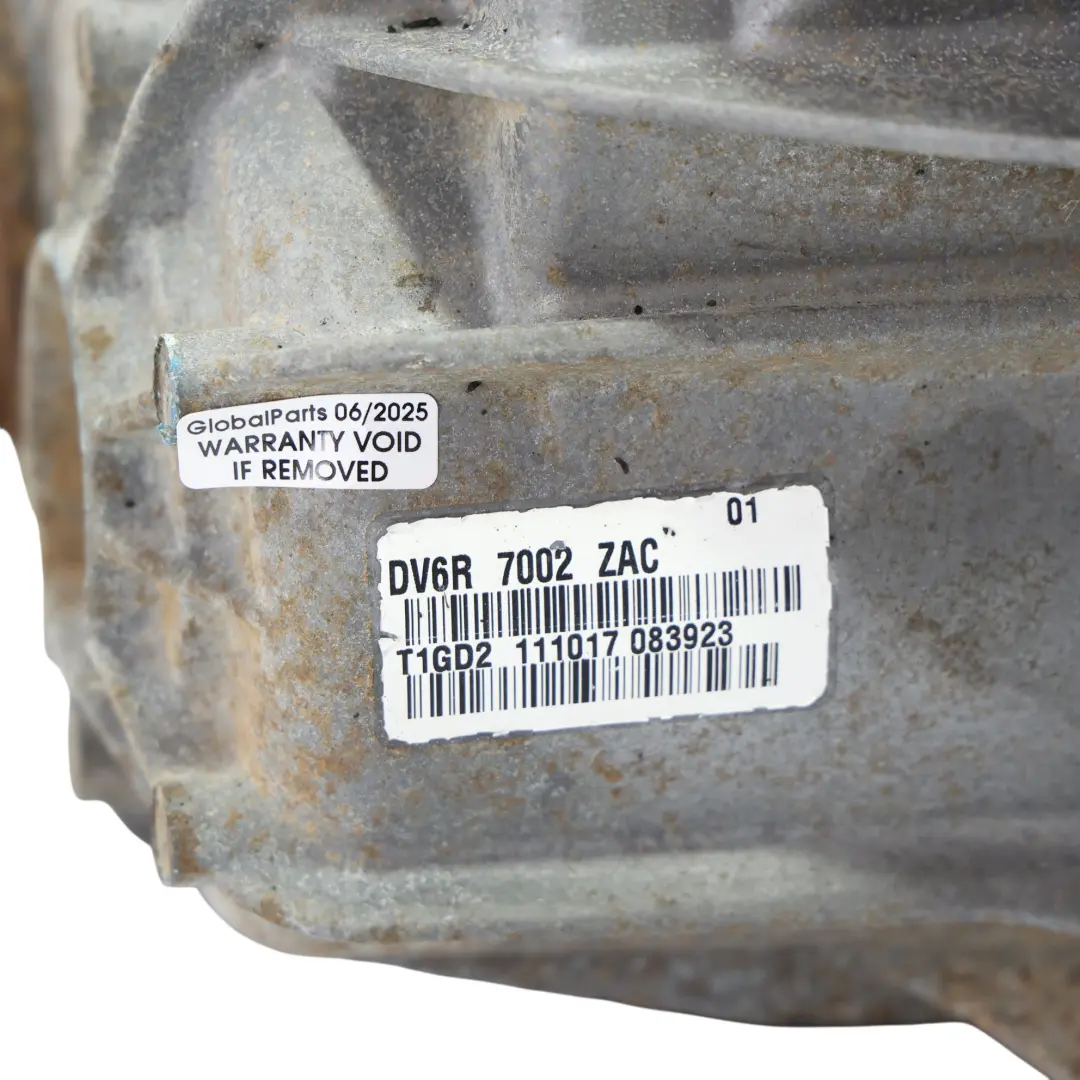 GlobalParts 06/2025
WARRANTY VOID
IF REMOVED
01
DV6R 7002 ZAC
T1GD2 111017 083923